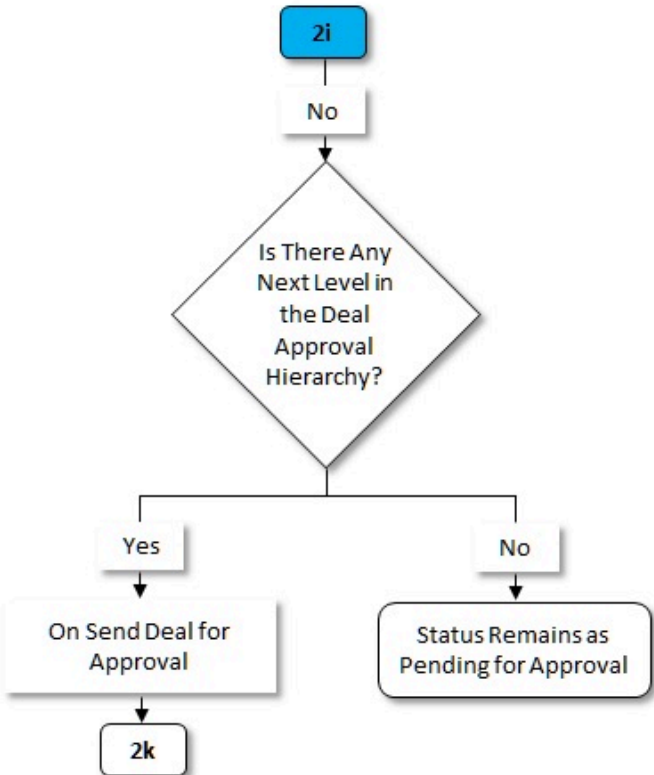 2i
No
Is There Any
Next Level in
the Deal
Approval
Hierarchy?
Yes
No
On Send Deal for
Approval
Status Remains as
Pending for Approval
2k